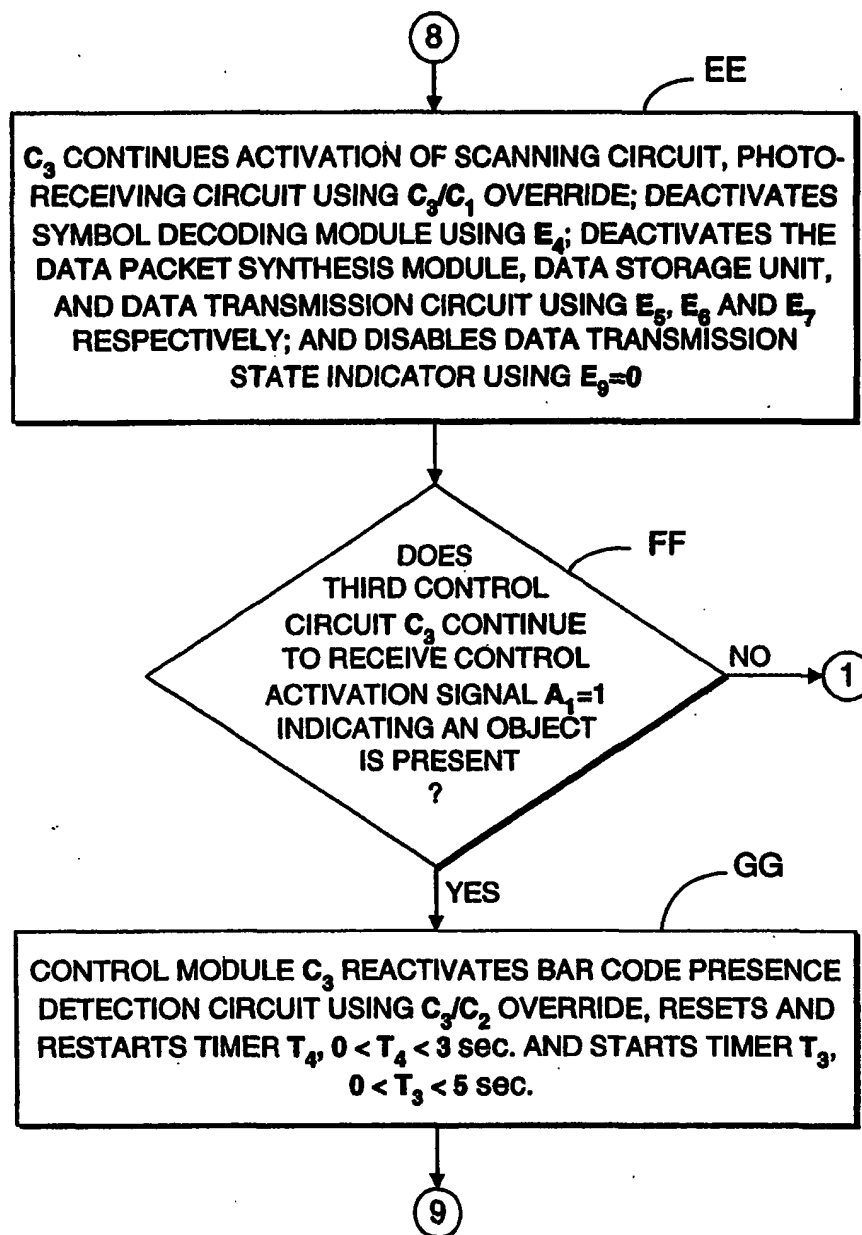 8
EE
C₃ CONTINUES ACTIVATION OF SCANNING CIRCUIT, PHOTO-
RECEIVING CIRCUIT USING C₃/C₁ OVERRIDE; DEACTIVATES
SYMBOL DECODING MODULE USING E₄; DEACTIVATES THE
DATA PACKET SYNTHESIS MODULE, DATA STORAGE UNIT,
AND DATA TRANSMISSION CIRCUIT USING E₅, E₆ AND E₇
RESPECTIVELY; AND DISABLES DATA TRANSMISSION
STATE INDICATOR USING E₉=0
FF
DOES
THIRD CONTROL
CIRCUIT C₃ CONTINUE
TO RECEIVE CONTROL
ACTIVATION SIGNAL A₁=1
INDICATING AN OBJECT
IS PRESENT
?
NO
1
YES
GG
CONTROL MODULE C₃ REACTIVATES BAR CODE PRESENCE
DETECTION CIRCUIT USING C₃/C₂ OVERRIDE, RESETS AND
RESTARTS TIMER T₄, 0 < T₄ < 3 sec. AND STARTS TIMER T₃,
0 < T₃ < 5 sec.
9